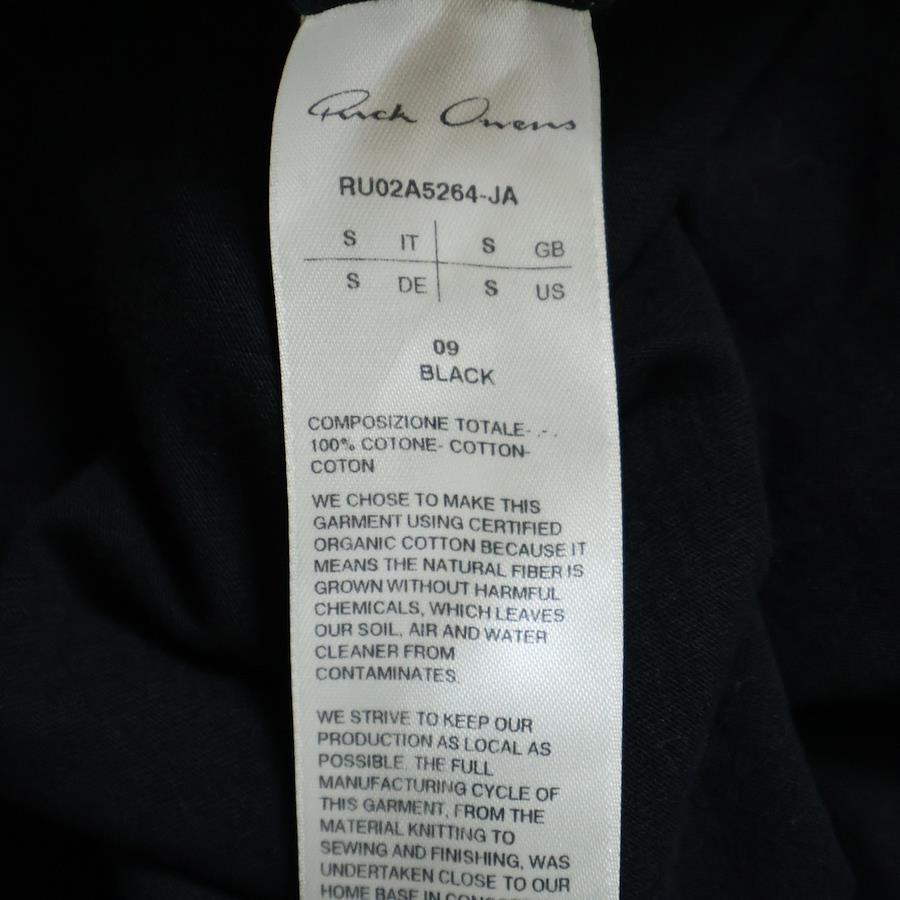 Rick Owens
RU02A5264-JA
S IT S GB
S DE S US
09
BLACK
COMPOSIZIONE TOTALE- .- .
100% COTONE- COTTON-
COTON
WE CHOSE TO MAKE THIS
GARMENT USING CERTIFIED
ORGANIC COTTON BECAUSE IT
MEANS THE NATURAL FIBER IS
GROWN WITHOUT HARMFUL
CHEMICALS, WHICH LEAVES
OUR SOIL, AIR AND WATER
CLEANER FROM
CONTAMINATES.
WE STRIVE TO KEEP OUR
PRODUCTION AS LOCAL AS
POSSIBLE. THE FULL
MANUFACTURING CYCLE OF
THIS GARMENT, FROM THE
MATERIAL KNITTING TO
SEWING AND FINISHING, WAS
UNDERTAKEN CLOSE TO OUR
HOME BASE IN